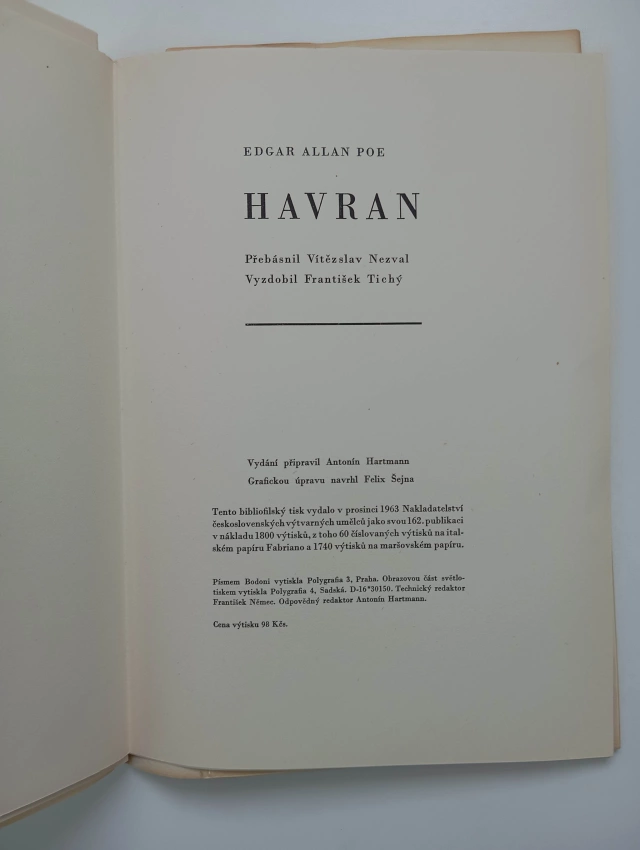 EDGAR ALLAN POE
HAVRAN
Přebásnil Vítězslav Nezval
Vyzdobil František Tichý
Vydání připravil Antonín Hartmann
Grafickou úpravu navrhl Felix Šejna
Tento bibliofilský tisk vydalo v prosinci 1963 Nakladatelství
československých výtvarných umělců jako svou 162. publikaci
v nákladu 1800 výtisků, z toho 60 číslovaných výtisků na ital-
ském papíru Fabriano a 1740 výtisků na maršovském papíru.
Písmem Bodoni vytiskla Polygrafia 3, Praha. Obrazovou část světlo-
tiskem vytiskla Polygrafia 4, Sadská. D-16*30150. Technický redaktor
František Němec. Odpovědný redaktor Antonín Hartmann.
Cena výtisku 90 Kčs.